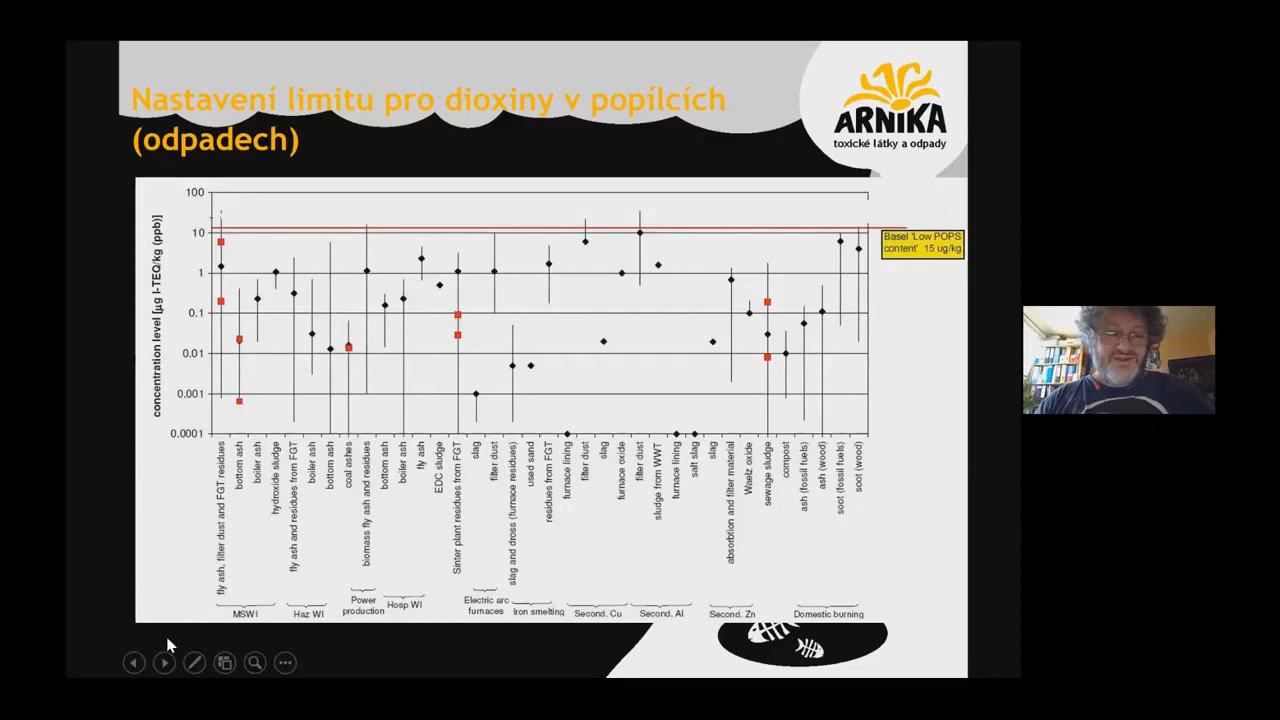 Nastavení limitu pro dioxiny v popílcích
(odpadech)
ARNIKA
toxické látky a odpady
concentration level [µg I-TEQ/kg (ppb)]
100
10
1
0.1
0.01
0.001
0.0001
Basel 'Low POPS
content' 15 ug/kg
fly ash, filter dust and FGT residues
bottom ash
boiler ash
hydroxide sludge
fly ash and residues from FGT
boiler ash
bottom ash
coal ashes
biomass fly ash and residues
bottom ash
boiler ash
fly ash
EDC sludge
Sinter plant residues from FGT
slag
filter dust
slag and dross (furnace residues)
used sand
residues from FGT
furnace lining
filter dust
slag
furnace oxide
filter dust
sludge from WWT
furnace lining
salt slag
slag
absorbtion and filter material
Waelz oxide
sewage sludge
compost
ash (fossil fuels)
ash (wood)
soot (fossil fuels)
soot (wood)
MSWI
Haz WI
Power
production
Hosp WI
Electric arc
furnaces
Iron smelting
Second. Cu
Second. Al
Second. Zn
Domestic burning